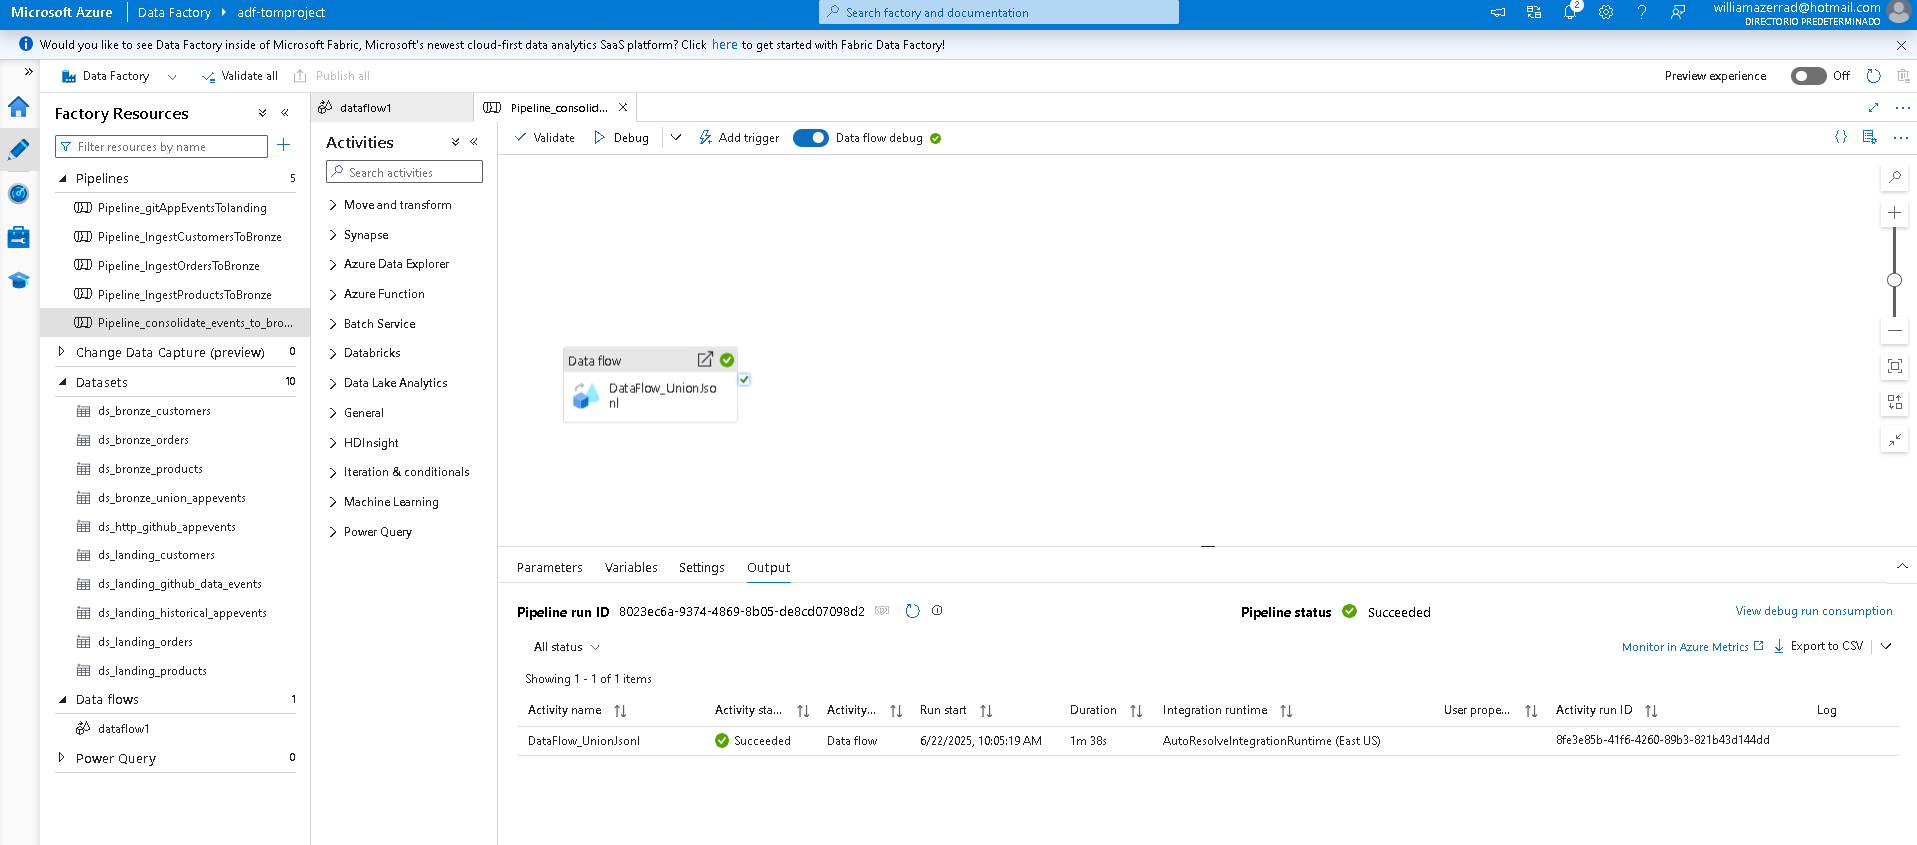 Microsoft Azure
Data Factory
adf-tomproject
Search factory and documentation
2
williamazerrad@hotmail.com
DIRECTORIO PREDETERMINADO
Would you like to see Data Factory inside of Microsoft Fabric, Microsoft's newest cloud-first data analytics SaaS platform? Click here to get started with Fabric Data Factory!
Data Factory
Validate all
Publish all
Preview experience
Off
Factory Resources
Filter resources by name
Pipelines 5
Pipeline_gitAppEventsTolanding
Pipeline_IngestCustomersToBronze
Pipeline_IngestOrdersToBronze
Pipeline_IngestProductsToBronze
Pipeline_consolidate_events_to_bro...
Change Data Capture (preview) 0
Datasets 10
ds_bronze_customers
ds_bronze_orders
ds_bronze_products
ds_bronze_union_appevents
ds_http_github_appevents
ds_landing_customers
ds_landing_github_data_events
ds_landing_historical_appevents
ds_landing_orders
ds_landing_products
Data flows 1
dataflow1
Power Query 0
dataflow1
Pipeline_consolid...
Activities
Search activities
Move and transform
Synapse
Azure Data Explorer
Azure Function
Batch Service
Databricks
Data Lake Analytics
General
HDInsight
Iteration & conditionals
Machine Learning
Power Query
Validate
Debug
Add trigger
Data flow debug
Data flow
DataFlow_UnionJso
nl
Parameters
Variables
Settings
Output
Pipeline run ID 8023ec6a-9374-4869-8b05-de8cd07098d2
Pipeline status Succeeded
View debug run consumption
All status
Monitor in Azure Metrics
Export to CSV
Showing 1 - 1 of 1 items
Activity name Activity sta... Activity... Run start Duration Integration runtime User prope... Activity run ID Log
DataFlow_UnionJsonl Succeeded Data flow 6/22/2025, 10:05:19 AM 1m 38s AutoResolveIntegrationRuntime (East US) 8fe3e85b-41f6-4260-89b3-821b43d144dd